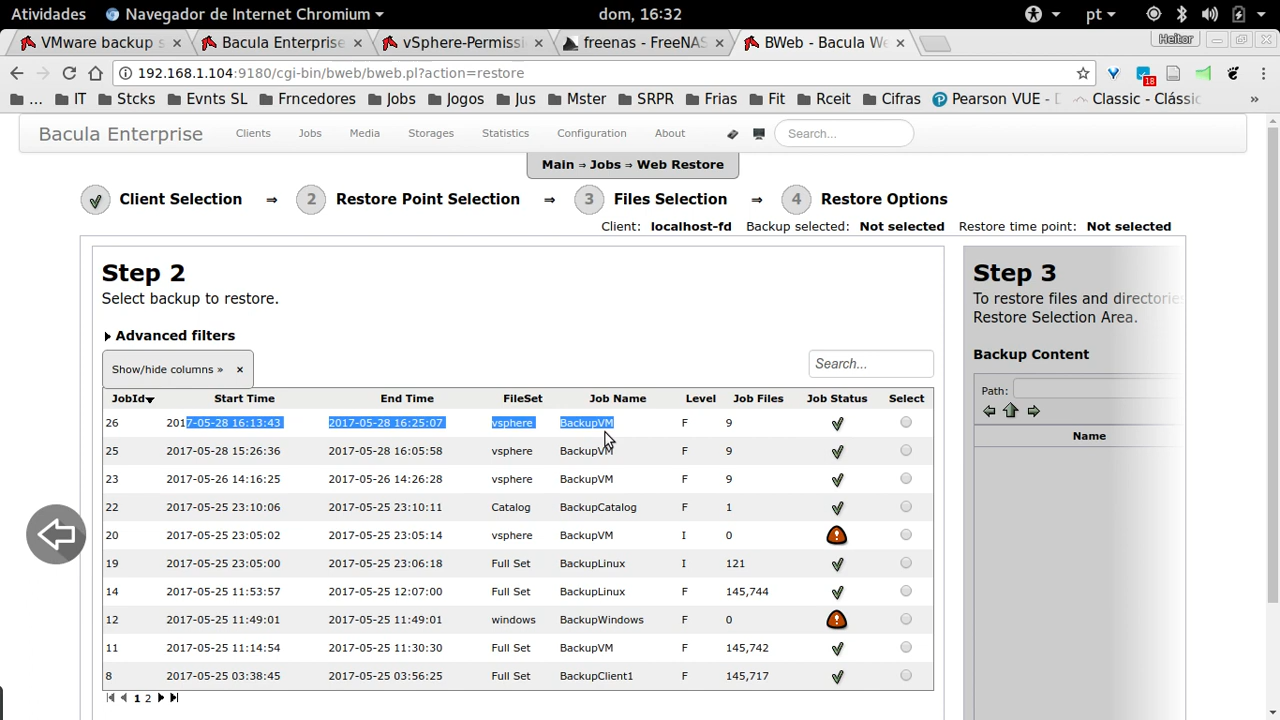 Atividades Navegador de Internet Chromium dom, 16:32 pt
VMware backup s Bacula Enterprise vSphere-Permissi freenas - FreeNAS BWeb - Bacula We Heitor
192.168.1.104:9180/cgi-bin/bweb/bweb.pl?action=restore 18
... IT Stcks Evnts SL Frncedores Jobs Jogos Jus Mster SRPR Frias Fit Rceit Cifras Pearson VUE - Classic - Clássic »
Bacula Enterprise Clients Jobs Media Storages Statistics Configuration About Search...
Main ⇒ Jobs ⇒ Web Restore
Client Selection ⇒ 2 Restore Point Selection ⇒ 3 Files Selection ⇒ 4 Restore Options
Client: localhost-fd Backup selected: Not selected Restore time point: Not selected
Step 2
Select backup to restore.
Advanced filters
Show/hide columns » × Search...
JobId Start Time End Time FileSet Job Name Level Job Files Job Status Select
26 2017-05-28 16:13:43 2017-05-28 16:25:07 vsphere BackupVM F 9
25 2017-05-28 15:26:36 2017-05-28 16:05:58 vsphere BackupVM F 9
23 2017-05-26 14:16:25 2017-05-26 14:26:28 vsphere BackupVM F 9
22 2017-05-25 23:10:06 2017-05-25 23:10:11 Catalog BackupCatalog F 1
20 2017-05-25 23:05:02 2017-05-25 23:05:14 vsphere BackupVM I 0
19 2017-05-25 23:05:00 2017-05-25 23:06:18 Full Set BackupLinux I 121
14 2017-05-25 11:53:57 2017-05-25 12:07:00 Full Set BackupLinux F 145,744
12 2017-05-25 11:49:01 2017-05-25 11:49:01 windows BackupWindows F 0
11 2017-05-25 11:14:54 2017-05-25 11:30:30 Full Set BackupVM F 145,742
8 2017-05-25 03:38:45 2017-05-25 03:56:25 Full Set BackupClient1 F 145,717
1 2
Step 3
To restore files and directories
Restore Selection Area.
Backup Content
Path:
Name